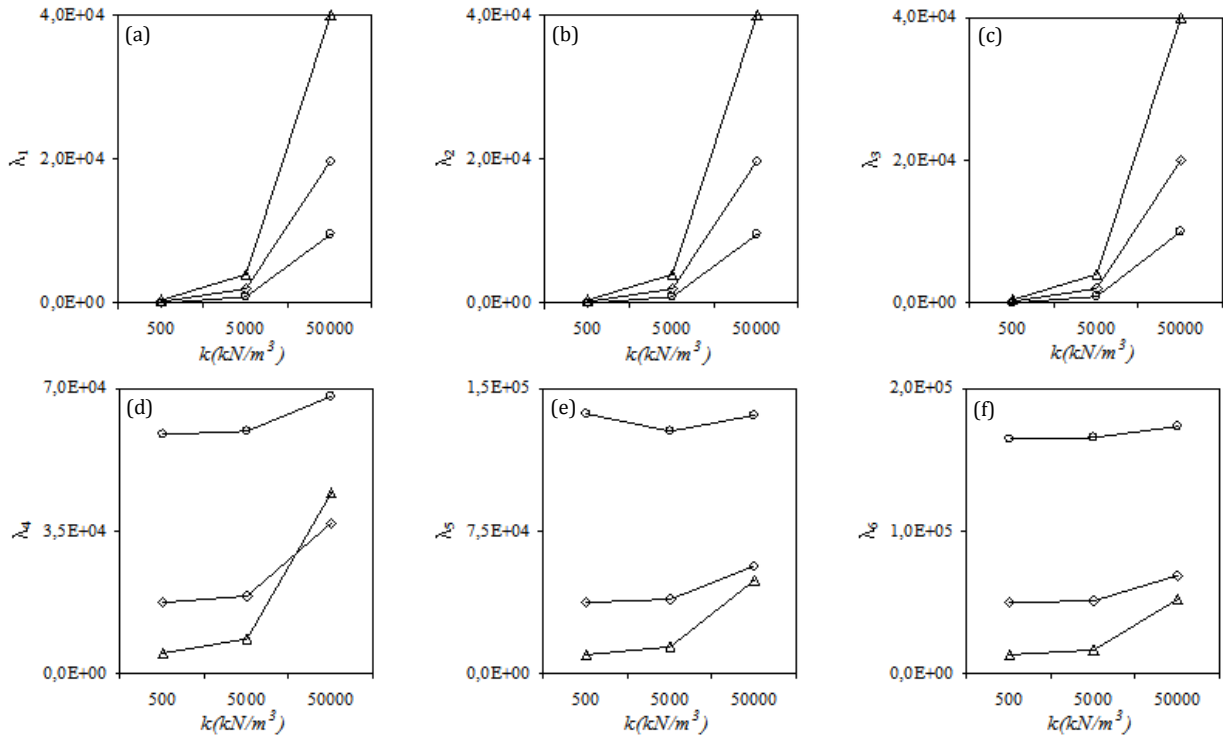 4,0E+04
(a)
2,0E+04
λ1
0,0E+00
500
5000
50000
k(kN/m³)
4,0E+04
(b)
2,0E+04
λ2
0,0E+00
500
5000
50000
k(kN/m³)
4,0E+04
(c)
2,0E+04
λ3
0,0E+00
500
5000
50000
k(kN/m³)
7,0E+04
(d)
3,5E+04
λ4
0,0E+00
500
5000
50000
k(kN/m³)
1,5E+05
(e)
7,5E+04
λ5
0,0E+00
500
5000
50000
k(kN/m³)
2,0E+05
(f)
1,0E+05
λ6
0,0E+00
500
5000
50000
k(kN/m³)